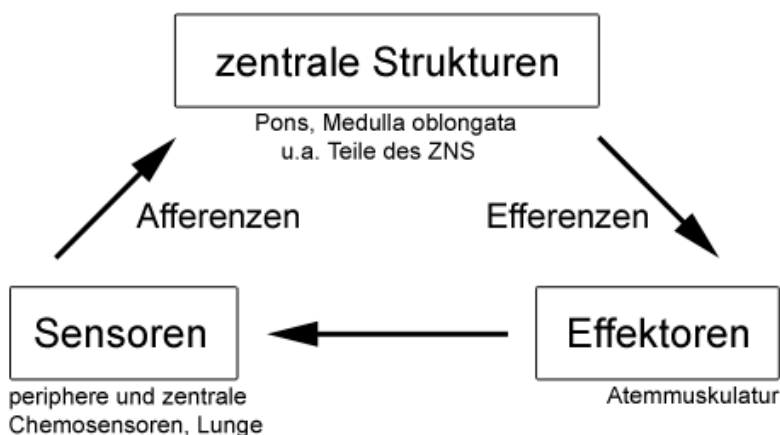 zentrale Strukturen
Pons, Medulla oblongata
u.a. Teile des ZNS
Afferenzen
Efferenzen
Sensoren
Effektoren
periphere und zentrale
Chemosensoren, Lunge
Atemmuskulatur